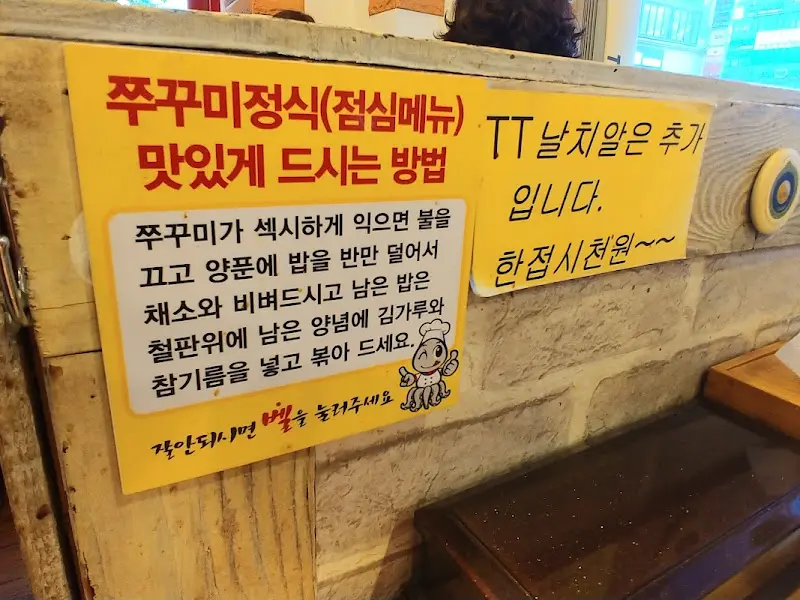 쭈꾸미정식(점심메뉴)
맛있게 드시는 방법
쭈꾸미가 섹시하게 익으면 불을
끄고 양푼에 밥을 반만 덜어서
채소와 비벼드시고 남은 밥은
철판위에 남은 양념에 김가루와
참기름을 넣고 볶아 드세요.
잘안되시면 벨을 눌러주세요
TT 날치알은 추가
입니다.
한접시천원~~